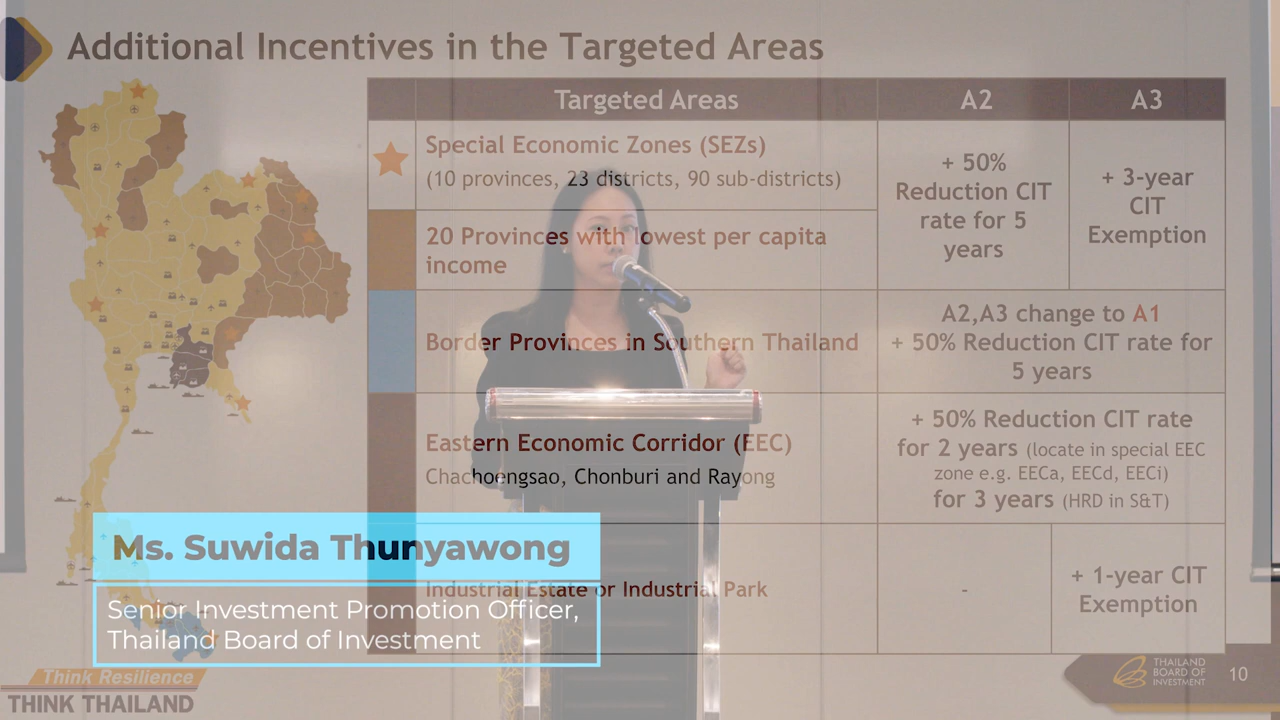 Additional Incentives in the Targeted Areas
Targeted Areas
A2
A3
Special Economic Zones (SEZs)
(10 provinces, 23 districts, 90 sub-districts)
+ 50%
Reduction CIT
rate for 5
years
+ 3-year
CIT
Exemption
20 Provinces with lowest per capita
income
Border Provinces in Southern Thailand
A2,A3 change to A1
+ 50% Reduction CIT rate for
5 years
Eastern Economic Corridor (EEC)
Chachoengsao, Chonburi and Rayong
+ 50% Reduction CIT rate
for 2 years (locate in special EEC
zone e.g. EECa, EECd, EECi)
for 3 years (HRD in S&T)
Industrial Estate or Industrial Park
-
+ 1-year CIT
Exemption
Ms. Suwida Thunyawong
Senior Investment Promotion Officer,
Thailand Board of Investment
Think Resilience
THINK THAILAND
THAILAND
BOARD OF
INVESTMENT
10